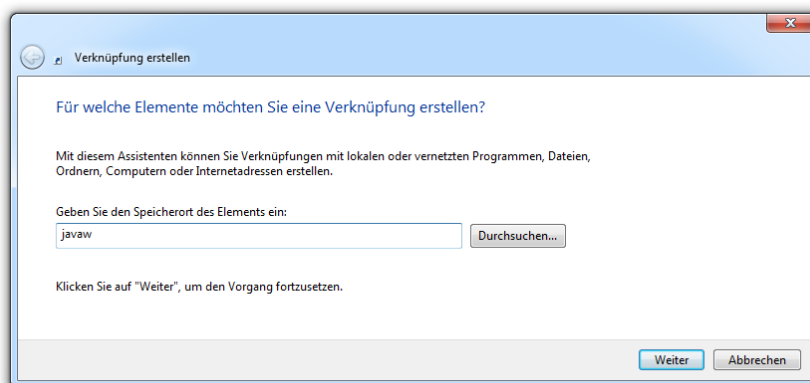 Verknüpfung erstellen
Für welche Elemente möchten Sie eine Verknüpfung erstellen?
Mit diesem Assistenten können Sie Verknüpfungen mit lokalen oder vernetzten Programmen, Dateien,
Ordnern, Computern oder Internetadressen erstellen.
Geben Sie den Speicherort des Elements ein:
javaw
Durchsuchen...
Klicken Sie auf "Weiter", um den Vorgang fortzusetzen.
Weiter
Abbrechen